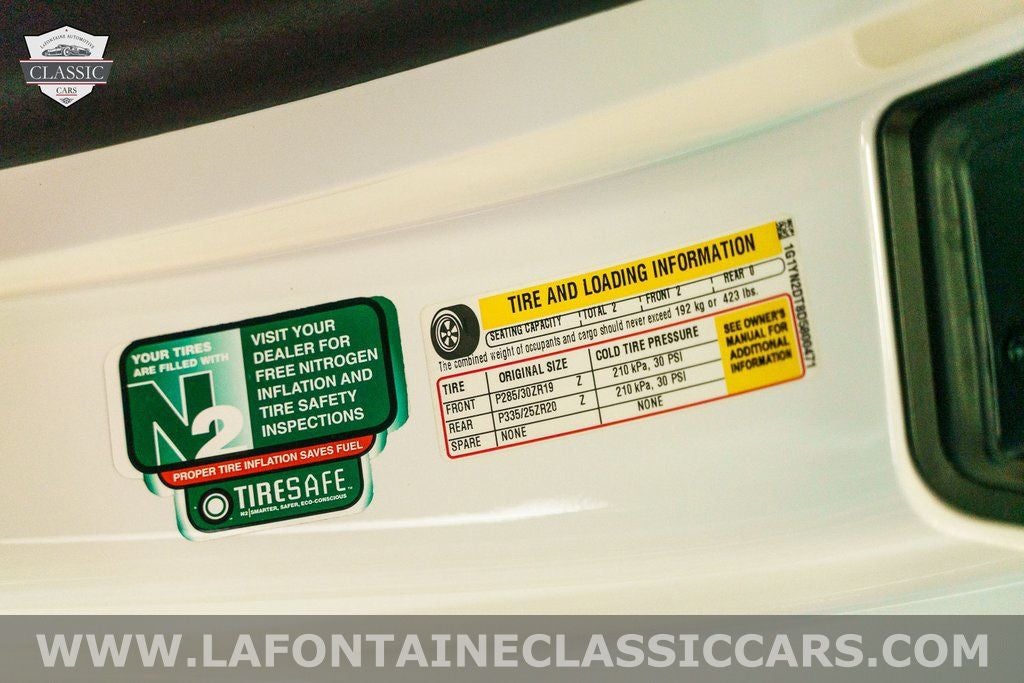 LAFONTAINE AUTOMOTIVE
CLASSIC
CARS
YOUR TIRES
ARE FILLED WITH
N2
VISIT YOUR
DEALER FOR
FREE NITROGEN
INFLATION AND
TIRE SAFETY
INSPECTIONS
PROPER TIRE INFLATION SAVES FUEL
TIRESAFE
N2 | SMARTER, SAFER, ECO-CONSCIOUS
TIRE AND LOADING INFORMATION
SEATING CAPACITY TOTAL 2 FRONT 2 REAR 0
The combined weight of occupants and cargo should never exceed 192 kg or 423 lbs.
TIRE ORIGINAL SIZE COLD TIRE PRESSURE
FRONT P285/30ZR19 Z 210 kPa, 30 PSI
REAR P335/25ZR20 Z 210 kPa, 30 PSI
SPARE NONE NONE
SEE OWNER'S
MANUAL FOR
ADDITIONAL
INFORMATION
WWW.LAFONTAINECLASSICCARS.COM